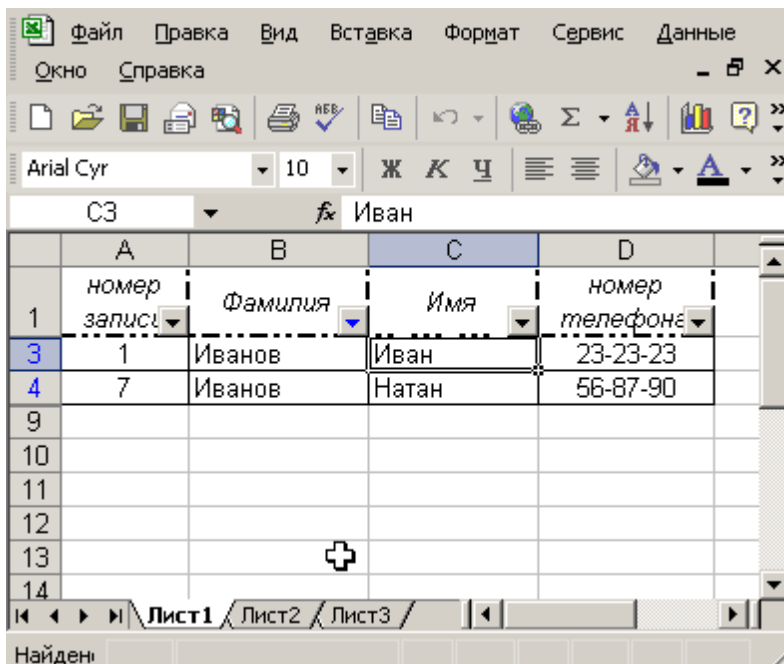 Файл Правка Вид Вставка Формат Сервис Данные
Окно Справка
Arial Cyr 10 Ж К Ч
C3 fx Иван
A B C D
1 номер записи Фамилия Имя номер телефона
3 1 Иванов Иван 23-23-23
4 7 Иванов Натан 56-87-90
9
10
11
12
13
14
Лист1 Лист2 Лист3
Найден